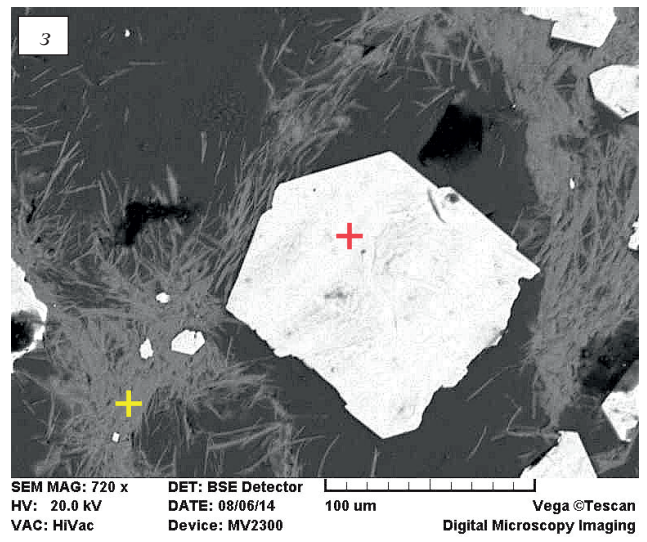 3
SEM MAG: 720 x DET: BSE Detector
HV: 20.0 kV DATE: 08/06/14 100 um Vega ©Tescan
VAC: HiVac Device: MV2300 Digital Microscopy Imaging